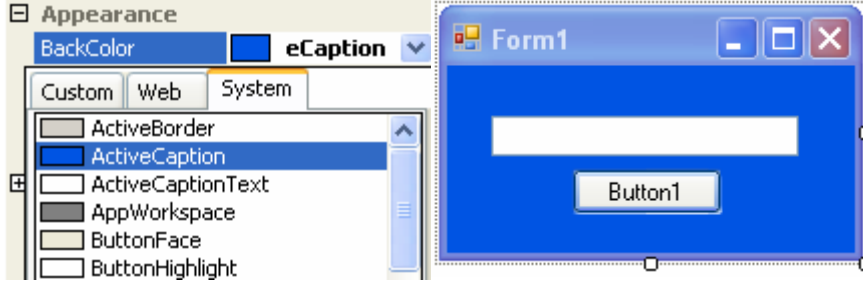 Appearance
BackColor eCaption
Custom Web System
ActiveBorder
ActiveCaption
ActiveCaptionText
AppWorkspace
ButtonFace
ButtonHighlight
Form1
Button1